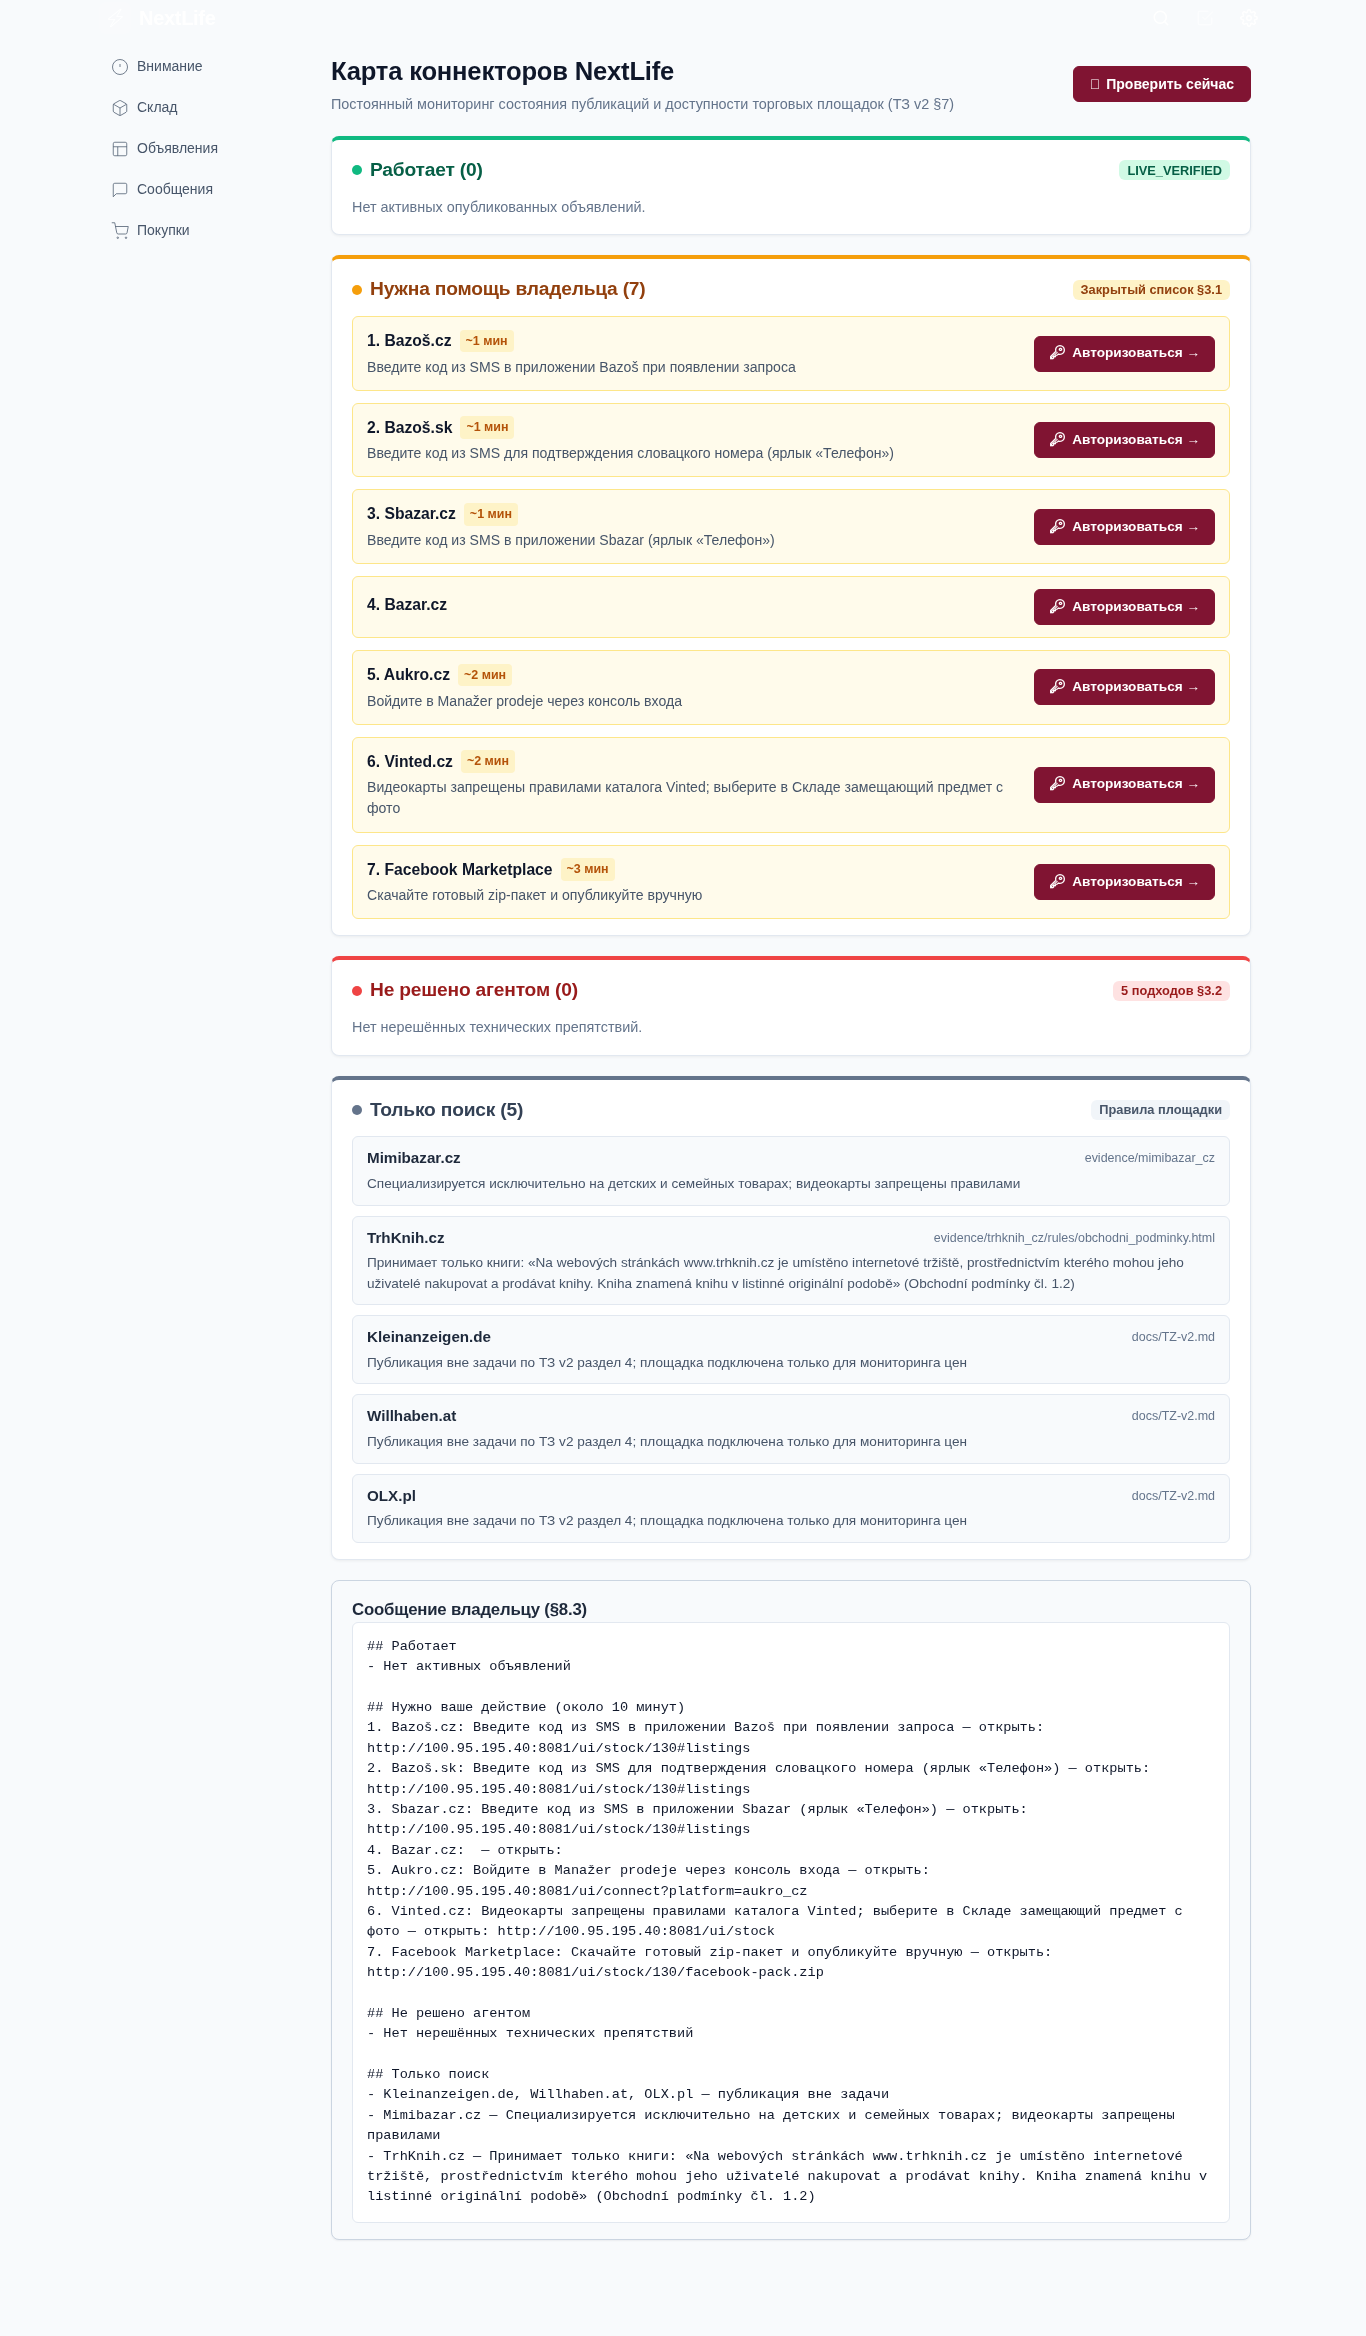 NextLife
Внимание
Склад
Объявления
Сообщения
Покупки
Карта коннекторов NextLife
Постоянный мониторинг состояния публикаций и доступности торговых площадок (ТЗ v2 §7)
Проверить сейчас
Работает (0)
LIVE_VERIFIED
Нет активных опубликованных объявлений.
Нужна помощь владельца (7)
Закрытый список §3.1
1. Bazoš.cz ~1 мин
Введите код из SMS в приложении Bazoš при появлении запроса
Авторизоваться →
2. Bazoš.sk ~1 мин
Введите код из SMS для подтверждения словацкого номера (ярлык «Телефон»)
Авторизоваться →
3. Sbazar.cz ~1 мин
Введите код из SMS в приложении Sbazar (ярлык «Телефон»)
Авторизоваться →
4. Bazar.cz
Авторизоваться →
5. Aukro.cz ~2 мин
Войдите в Manažer prodeje через консоль входа
Авторизоваться →
6. Vinted.cz ~2 мин
Видеокарты запрещены правилами каталога Vinted; выберите в Складе замещающий предмет с
фото
Авторизоваться →
7. Facebook Marketplace ~3 мин
Скачайте готовый zip-пакет и опубликуйте вручную
Авторизоваться →
Не решено агентом (0)
5 подходов §3.2
Нет нерешённых технических препятствий.
Только поиск (5)
Правила площадки
Mimibazar.cz
evidence/mimibazar_cz
Специализируется исключительно на детских и семейных товарах; видеокарты запрещены правилами
TrhKnih.cz
evidence/trhknih_cz/rules/obchodni_podminky.html
Принимает только книги: «Na webových stránkách www.trhknih.cz je umístěno internetové tržiště, prostřednictvím kterého mohou jeho
uživatelé nakupovat a prodávat knihy. Kniha znamená knihu v listinné originální podobě» (Obchodní podmínky čl. 1.2)
Kleinanzeigen.de
docs/TZ-v2.md
Публикация вне задачи по ТЗ v2 раздел 4; площадка подключена только для мониторинга цен
Willhaben.at
docs/TZ-v2.md
Публикация вне задачи по ТЗ v2 раздел 4; площадка подключена только для мониторинга цен
OLX.pl
docs/TZ-v2.md
Публикация вне задачи по ТЗ v2 раздел 4; площадка подключена только для мониторинга цен
Сообщение владельцу (§8.3)
## Работает
- Нет активных объявлений
## Нужно ваше действие (около 10 минут)
1. Bazoš.cz: Введите код из SMS в приложении Bazoš при появлении запроса — открыть:
http://100.95.195.40:8081/ui/stock/130#listings
2. Bazoš.sk: Введите код из SMS для подтверждения словацкого номера (ярлык «Телефон») — открыть:
http://100.95.195.40:8081/ui/stock/130#listings
3. Sbazar.cz: Введите код из SMS в приложении Sbazar (ярлык «Телефон») — открыть:
http://100.95.195.40:8081/ui/stock/130#listings
4. Bazar.cz:  — открыть:
5. Aukro.cz: Войдите в Manažer prodeje через консоль входа — открыть:
http://100.95.195.40:8081/ui/connect?platform=aukro_cz
6. Vinted.cz: Видеокарты запрещены правилами каталога Vinted; выберите в Складе замещающий предмет с
фото — открыть: http://100.95.195.40:8081/ui/stock
7. Facebook Marketplace: Скачайте готовый zip-пакет и опубликуйте вручную — открыть:
http://100.95.195.40:8081/ui/stock/130/facebook-pack.zip
## Не решено агентом
- Нет нерешённых технических препятствий
## Только поиск
- Kleinanzeigen.de, Willhaben.at, OLX.pl — публикация вне задачи
- Mimibazar.cz — Специализируется исключительно на детских и семейных товарах; видеокарты запрещены
правилами
- TrhKnih.cz — Принимает только книги: «Na webových stránkách www.trhknih.cz je umístěno internetové
tržiště, prostřednictvím kterého mohou jeho uživatelé nakupovat a prodávat knihy. Kniha znamená knihu v
listinné originální podobě» (Obchodní podmínky čl. 1.2)